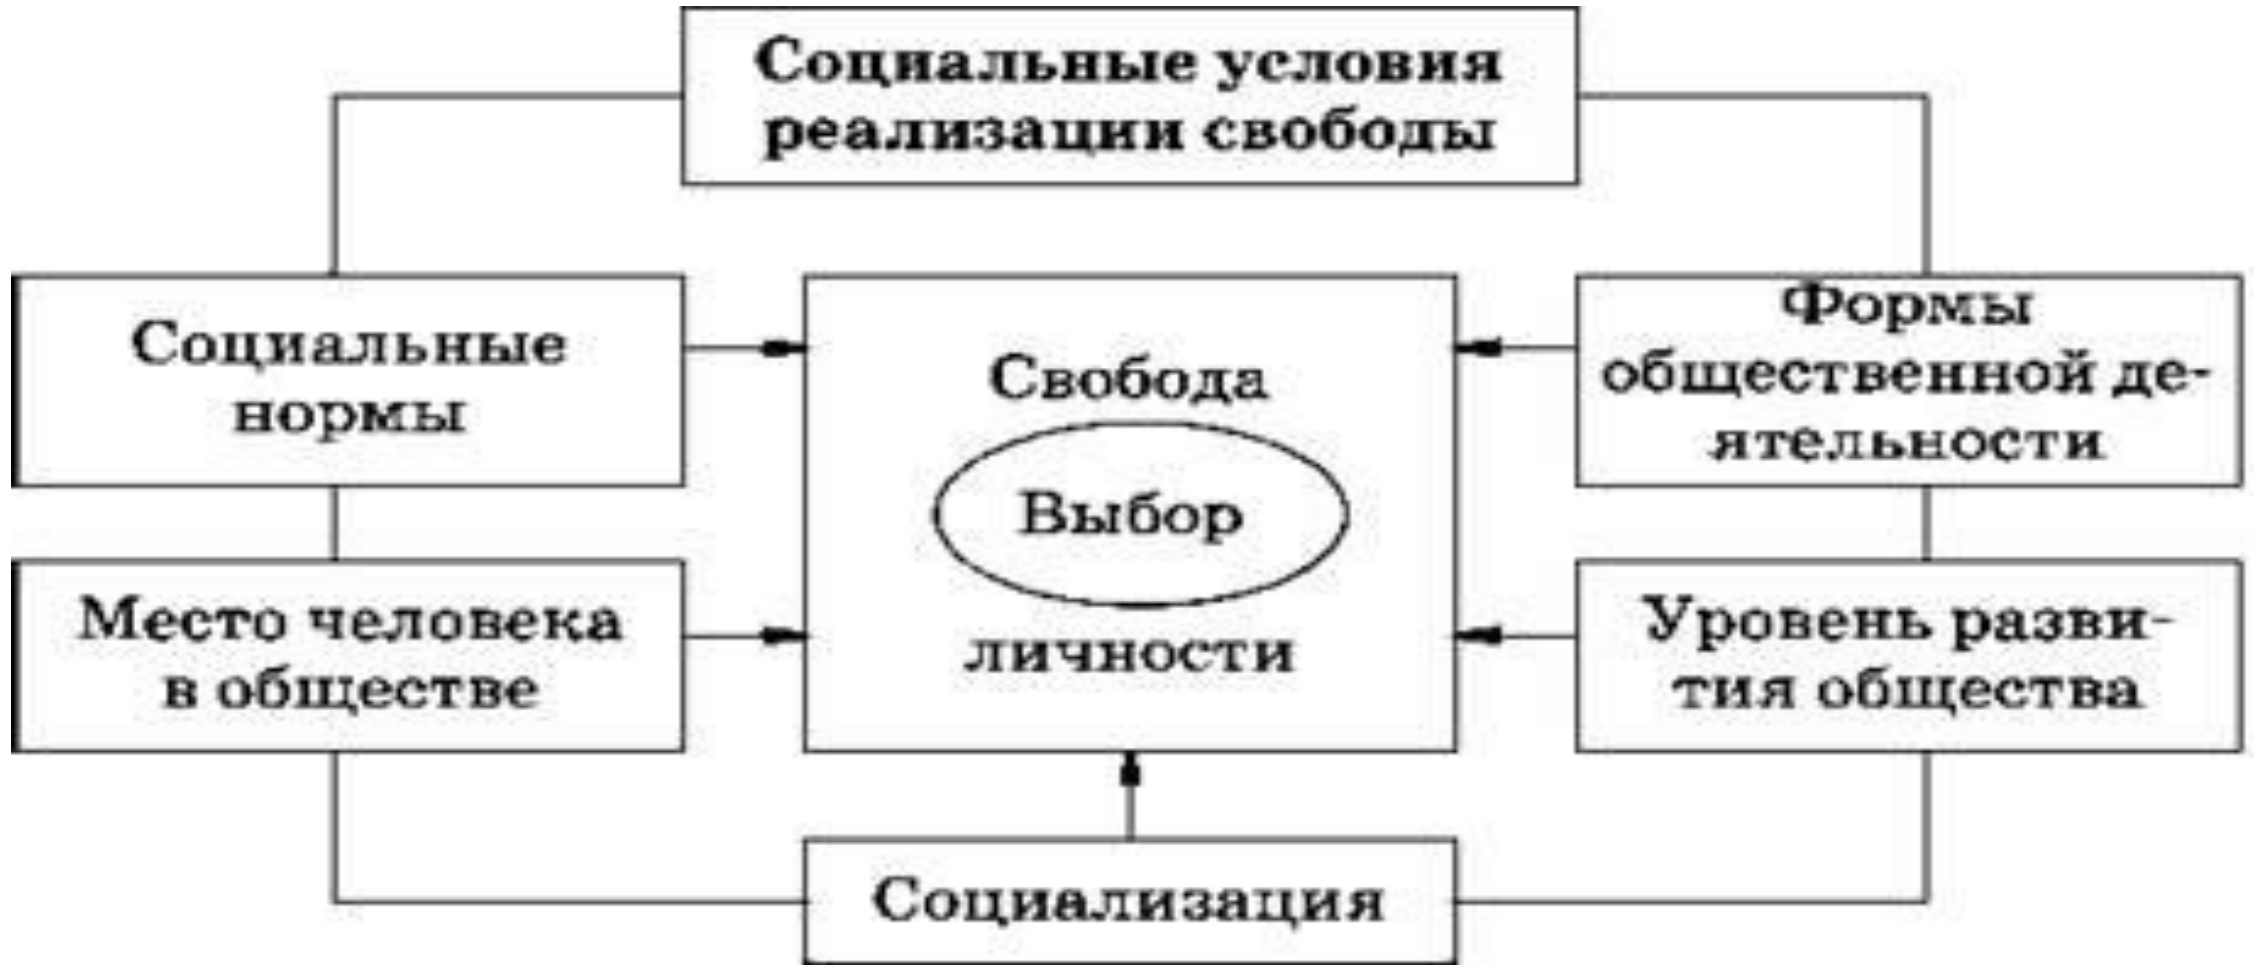 Социальные условия
реализации свободы
Социальные
нормы
Свобода
Выбор
личности
Формы
общественной де-
ятельности
Место человека
в обществе
Уровень разви-
тия общества
Социализация